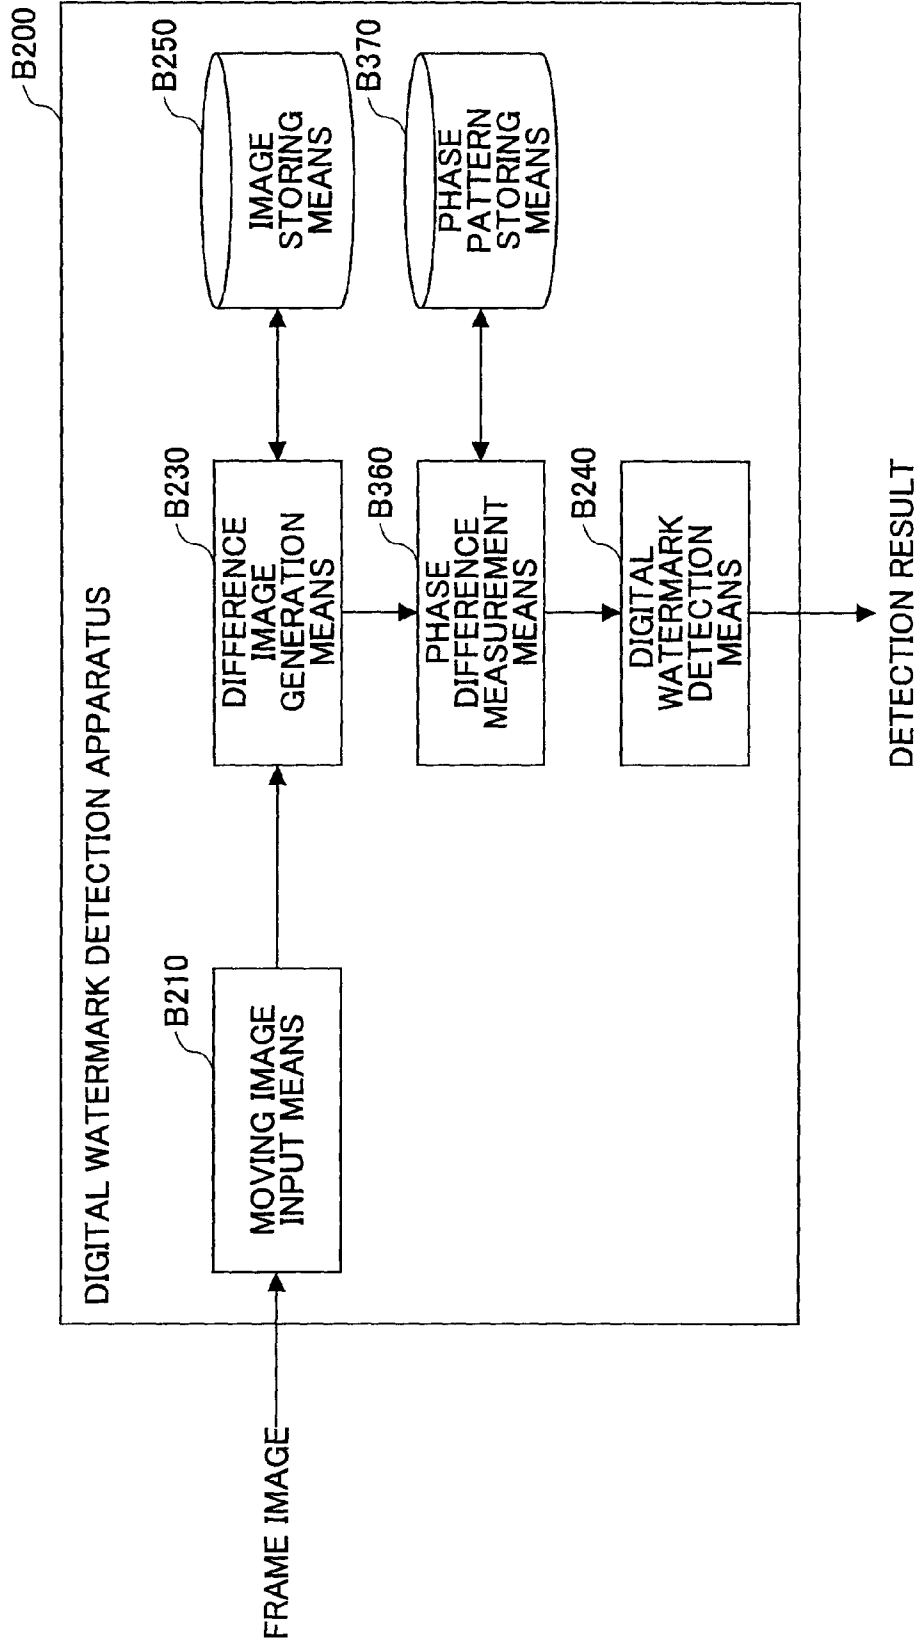 B200
DIGITAL WATERMARK DETECTION APPARATUS
FRAME IMAGE
B210
MOVING IMAGE
INPUT MEANS
B230
DIFFERENCE
IMAGE
GENERATION
MEANS
B250
IMAGE
STORING
MEANS
B360
PHASE
DIFFERENCE
MEASUREMENT
MEANS
B370
PHASE
PATTERN
STORING
MEANS
B240
DIGITAL
WATERMARK
DETECTION
MEANS
DETECTION RESULT